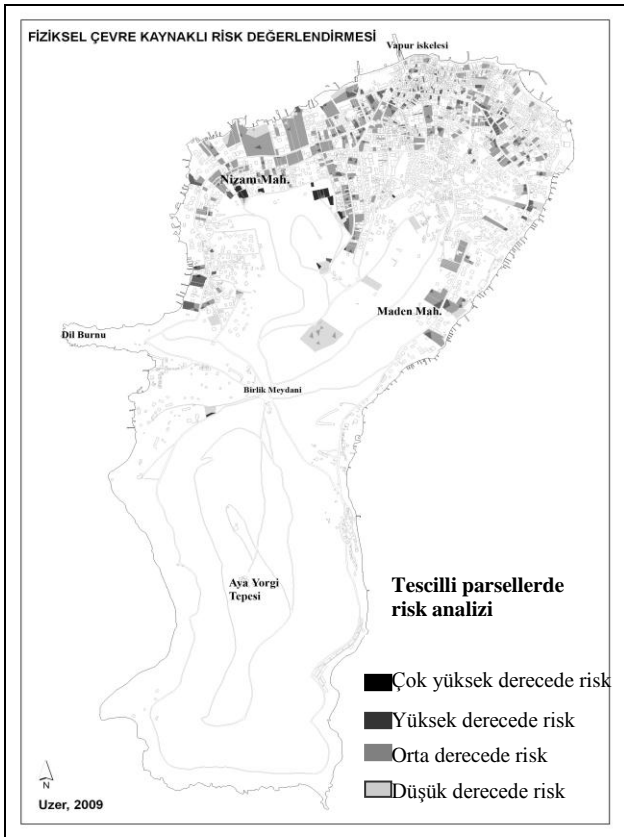 FİZİKSEL ÇEVRE KAYNAKLI RİSK DEĞERLENDİRMESİ
Vapur iskelesi
Nizam Mah.
Maden Mah.
Dil Burnu
Birlik Meydani
Aya Yorgi
Tepesi
Tescilli parsellerde
risk analizi
Çok yüksek derecede risk
Yüksek derecede risk
Orta derecede risk
Düşük derecede risk
N
Uzer, 2009